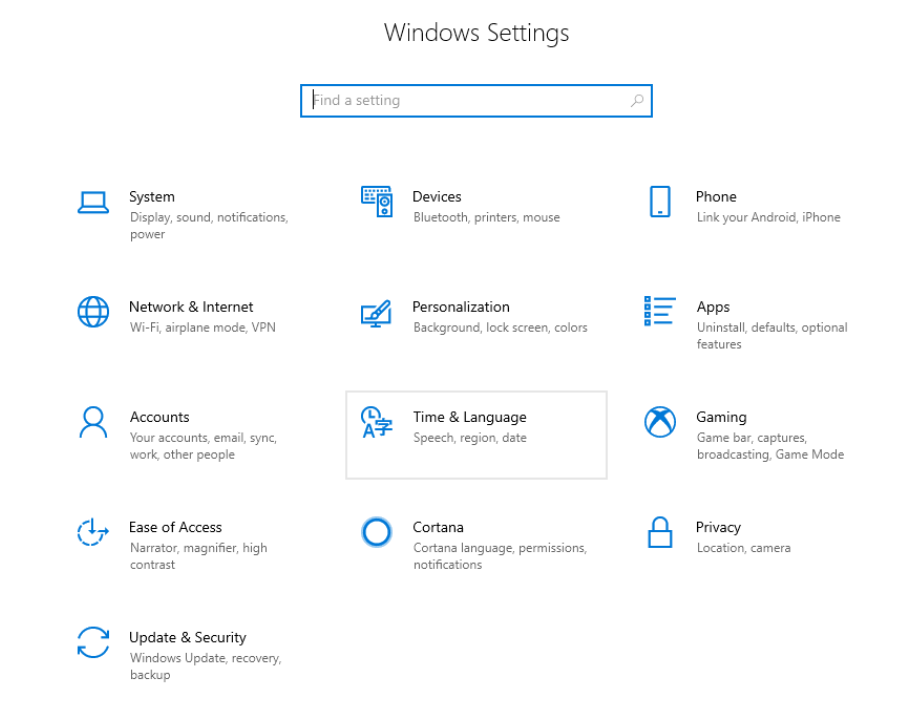 Windows Settings
Find a setting
System
Display, sound, notifications,
power
Devices
Bluetooth, printers, mouse
Phone
Link your Android, iPhone
Network & Internet
Wi-Fi, airplane mode, VPN
Personalization
Background, lock screen, colors
Apps
Uninstall, defaults, optional
features
Accounts
Your accounts, email, sync,
work, other people
Time & Language
Speech, region, date
Gaming
Game bar, captures,
broadcasting, Game Mode
Ease of Access
Narrator, magnifier, high
contrast
Cortana
Cortana language, permissions,
notifications
Privacy
Location, camera
Update & Security
Windows Update, recovery,
backup